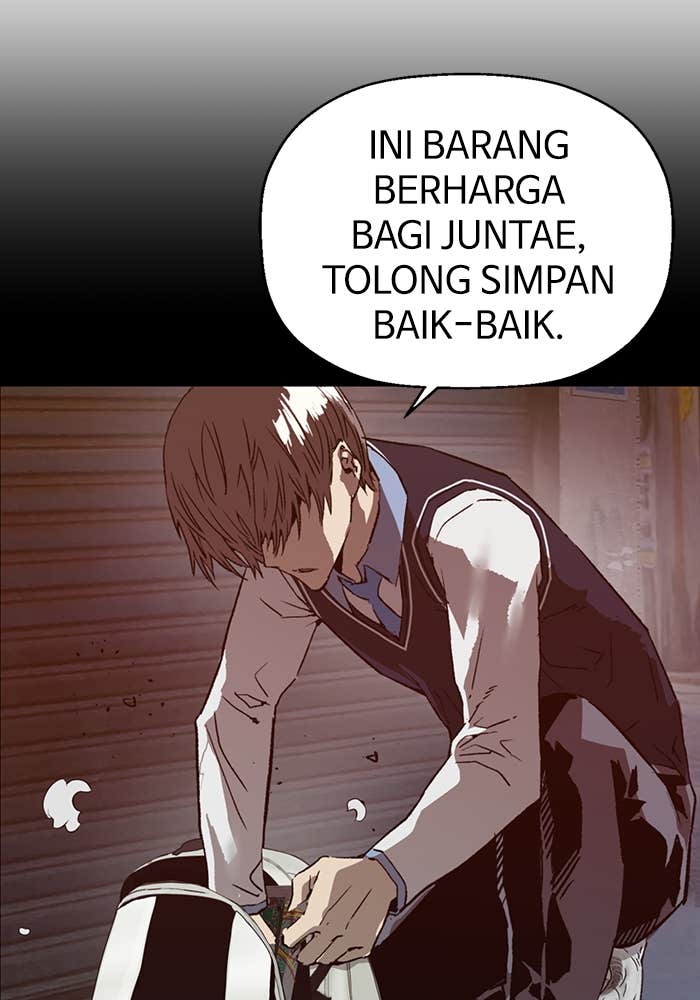 INI BARANG
BERHARGA
BAGI JUNTAE,
TOLONG SIMPAN
BAIK-BAIK.